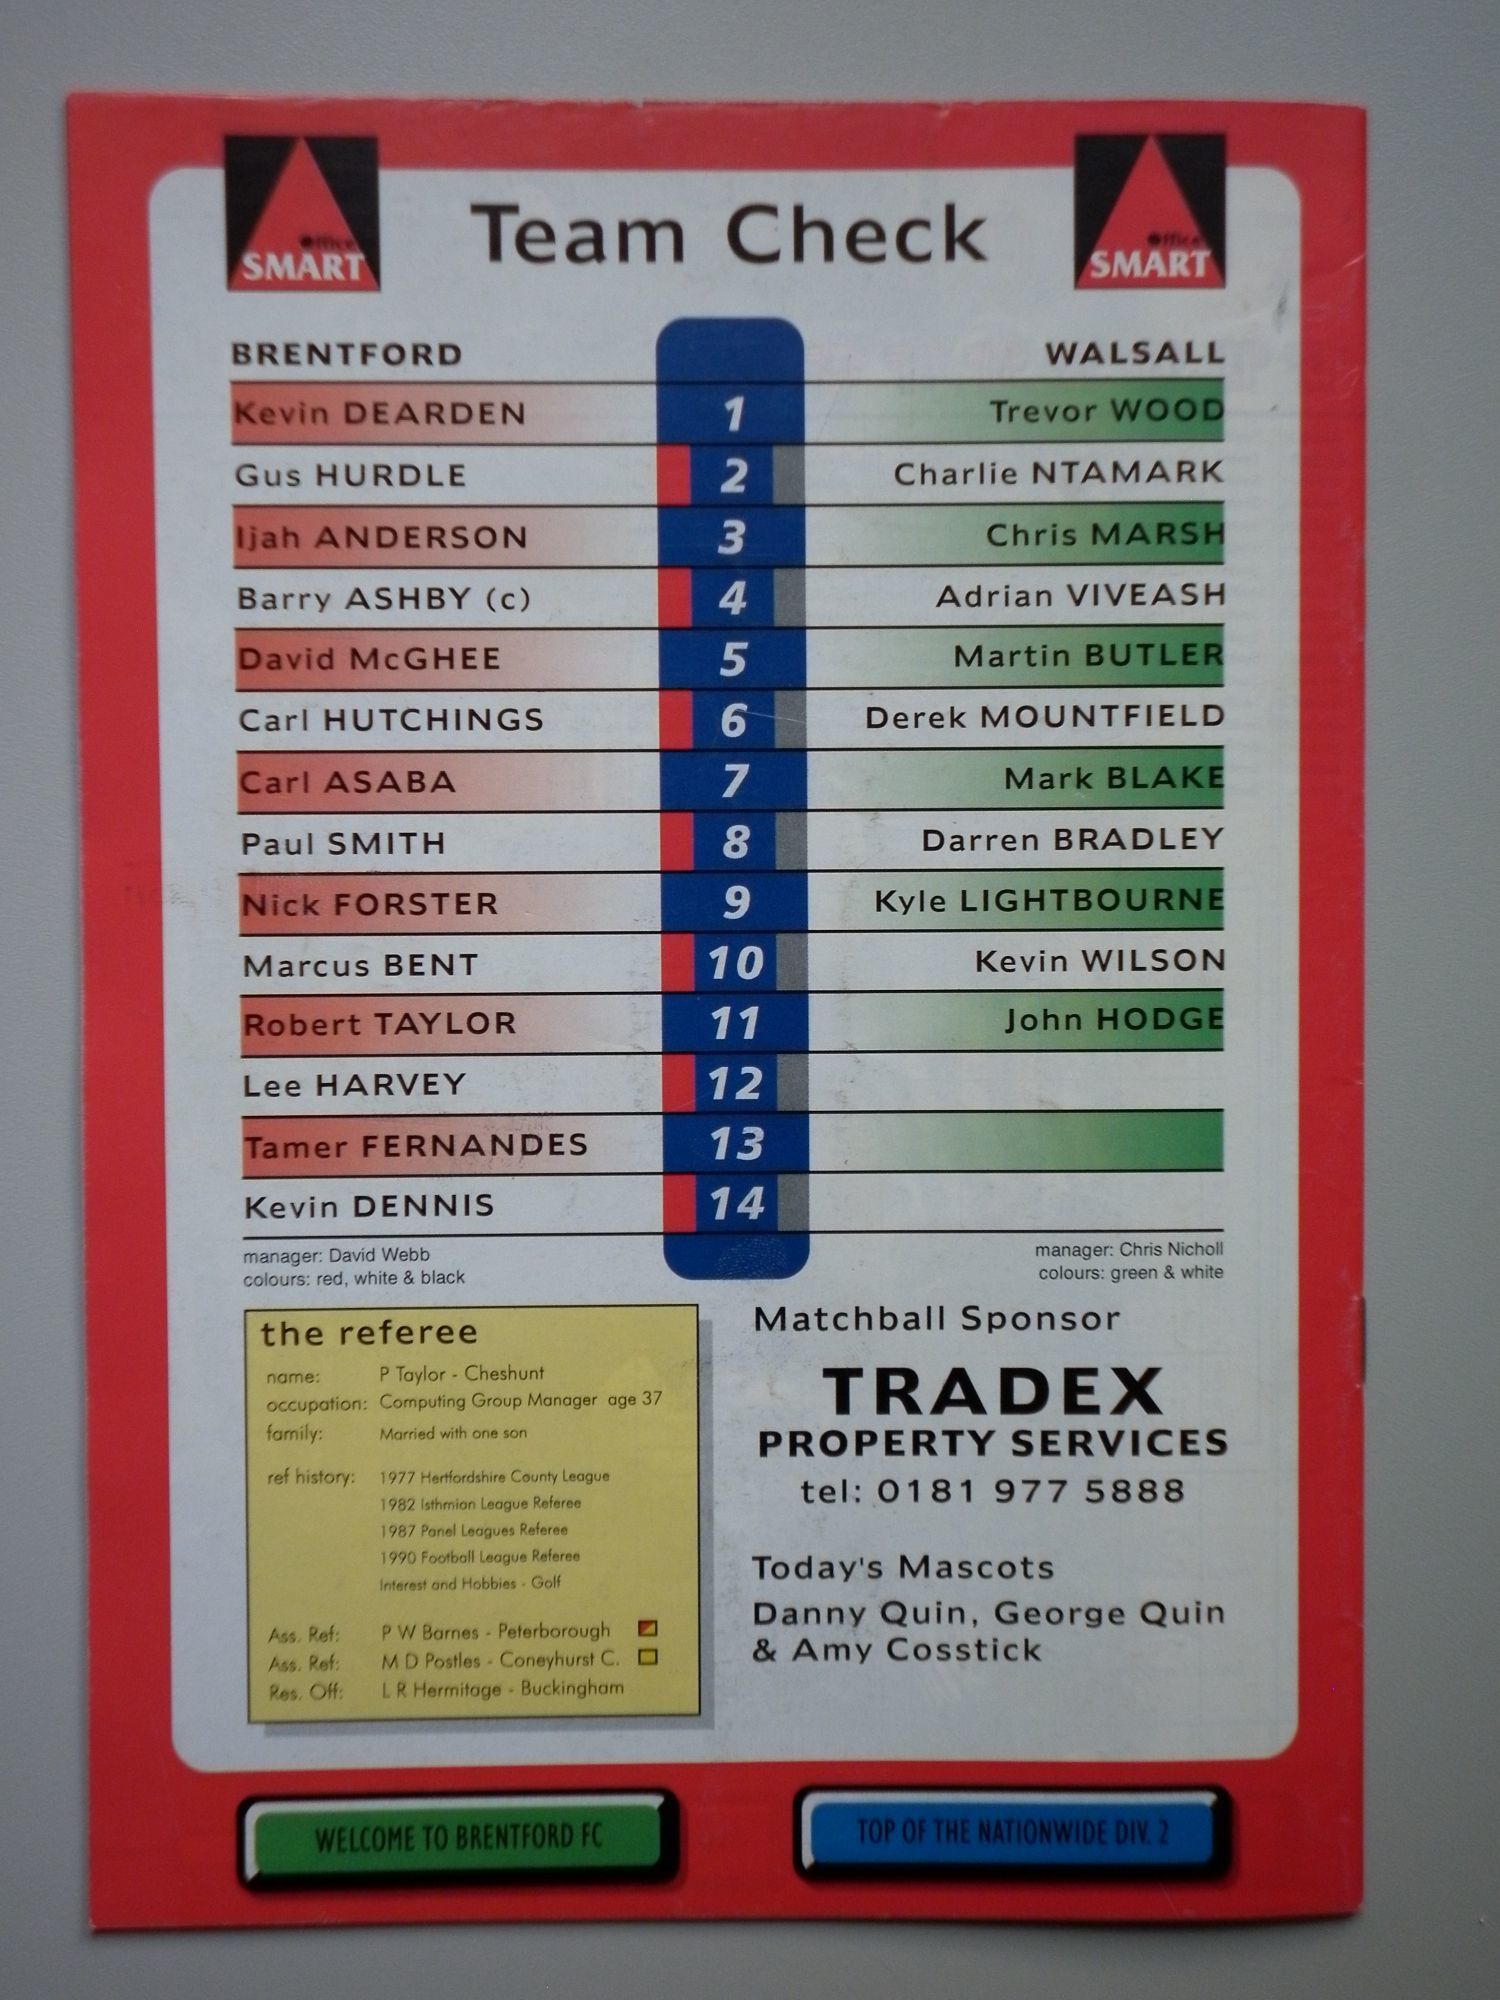 Office
SMART
Team Check
Office
SMART
BRENTFORD WALSALL
Kevin DEARDEN 1 Trevor WOOD
Gus HURDLE 2 Charlie NTAMARK
Ijah ANDERSON 3 Chris MARSH
Barry ASHBY (c) 4 Adrian VIVEASH
David McGHEE 5 Martin BUTLER
Carl HUTCHINGS 6 Derek MOUNTFIELD
Carl ASABA 7 Mark BLAKE
Paul SMITH 8 Darren BRADLEY
Nick FORSTER 9 Kyle LIGHTBOURNE
Marcus BENT 10 Kevin WILSON
Robert TAYLOR 11 John HODGE
Lee HARVEY 12
Tamer FERNANDES 13
Kevin DENNIS 14
manager: David Webb
colours: red, white & black
manager: Chris Nicholl
colours: green & white
the referee
name: P Taylor - Cheshunt
occupation: Computing Group Manager age 37
family: Married with one son
ref history: 1977 Hertfordshire County League
1982 Isthmian League Referee
1987 Panel Leagues Referee
1990 Football League Referee
Interest and Hobbies - Golf
Ass. Ref: P W Barnes - Peterborough
Ass. Ref: M D Postles - Coneyhurst C.
Res. Off: L R Hermitage - Buckingham
Matchball Sponsor
TRADEX
PROPERTY SERVICES
tel: 0181 977 5888
Today's Mascots
Danny Quin, George Quin
& Amy Cosstick
WELCOME TO BRENTFORD FC
TOP OF THE NATIONWIDE DIV. 2